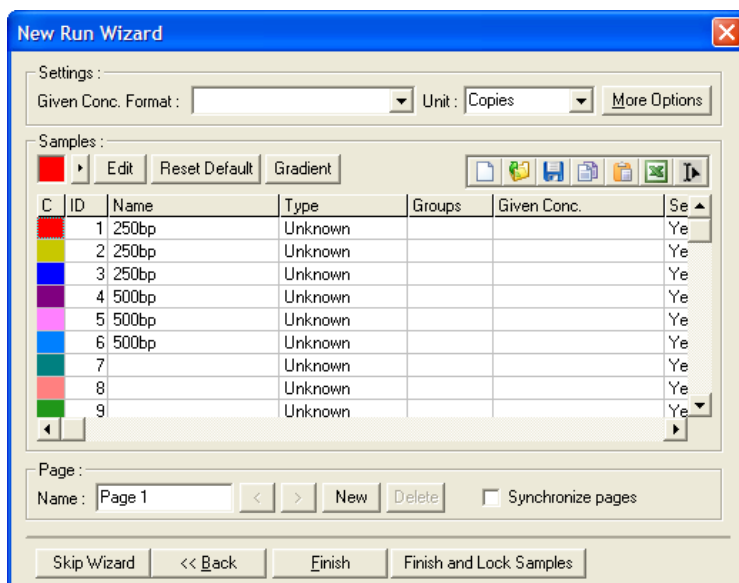 New Run Wizard
Settings :
Given Conc. Format : Unit : Copies More Options
Samples :
Edit Reset Default Gradient
C ID Name Type Groups Given Conc. Se
1 250bp Unknown Ye
2 250bp Unknown Ye
3 250bp Unknown Ye
4 500bp Unknown Ye
5 500bp Unknown Ye
6 500bp Unknown Ye
7 Unknown Ye
8 Unknown Ye
9 Unknown Ye
Page :
Name : Page 1 < > New Delete Synchronize pages
Skip Wizard << Back Finish Finish and Lock Samples